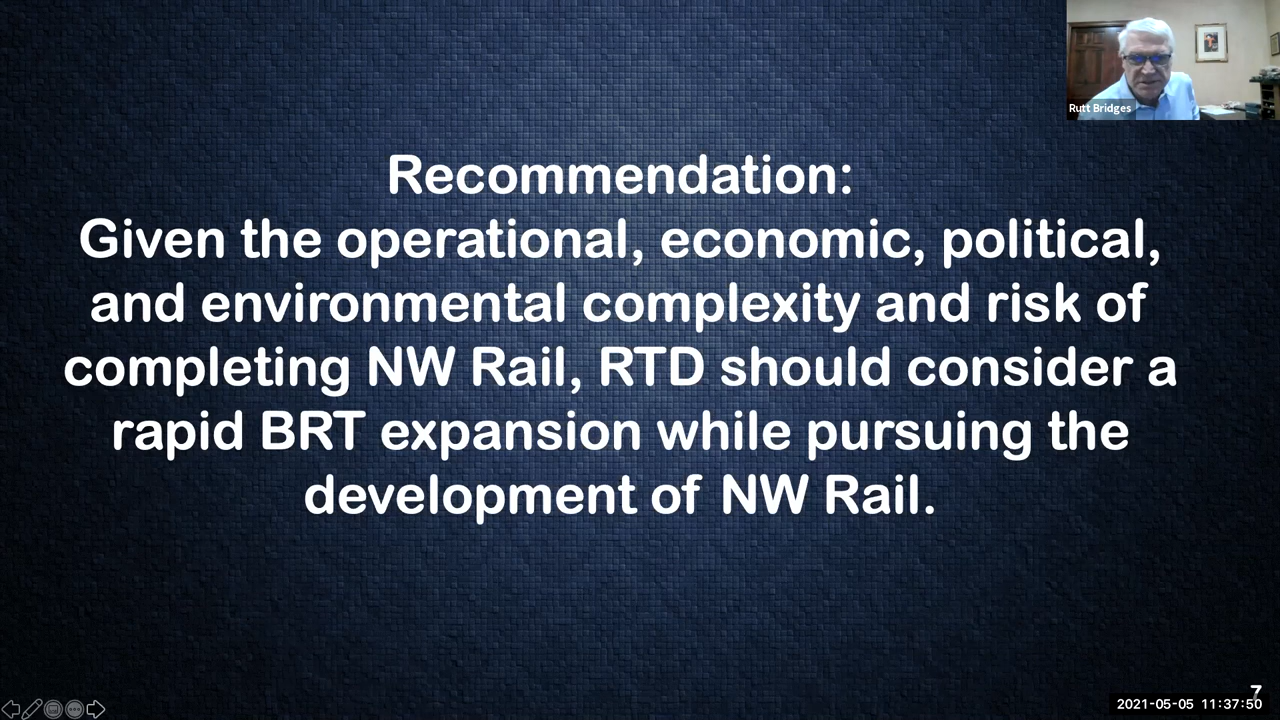 Rutt Bridges
Recommendation:
Given the operational, economic, political,
and environmental complexity and risk of
completing NW Rail, RTD should consider a
rapid BRT expansion while pursuing the
development of NW Rail.
7
2021-05-05 11:37:50